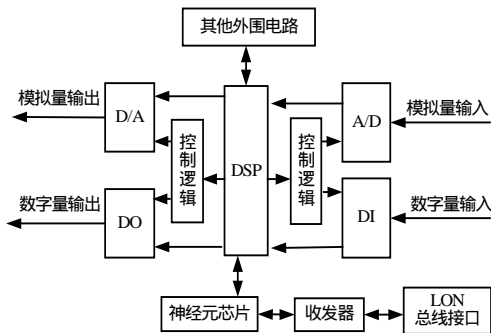 其他外围电路
模拟量输出
D/A
控制逻辑
DSP
控制逻辑
A/D
模拟量输入
数字量输出
DO
DI
数字量输入
神经元芯片
收发器
LON
总线接口